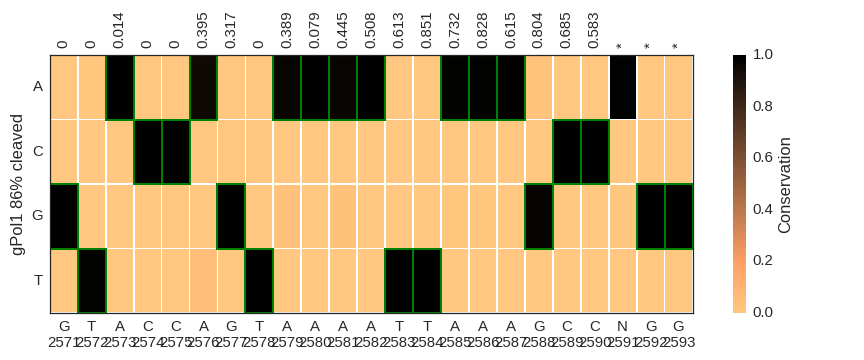 0 0 0.014 0 0 0.395 0.317 0 0.389 0.079 0.445 0.508 0.613 0.851 0.732 0.828 0.615 0.804 0.685 0.583 * * *
gPol1 86% cleaved
A
C
G
T
G T A C C A G T A A A A T T A A A G C C N G G
2571 2572 2573 2574 2575 2576 2577 2578 2579 2580 2581 2582 2583 2584 2585 2586 2587 2588 2589 2590 2591 2592 2593
1.0
0.8
0.6
0.4
0.2
0.0
Conservation